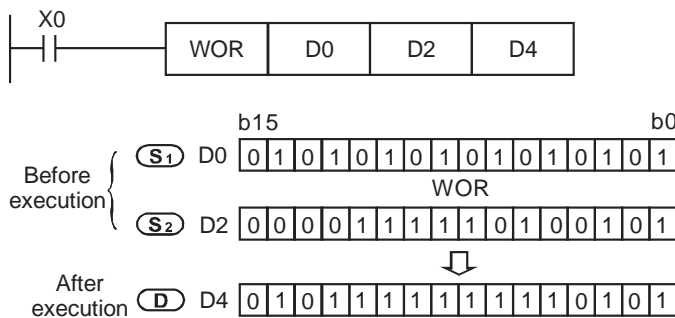 X0
WOR D0 D2 D4
b15 b0
Before execution
S1 D0 0 1 0 1 0 1 0 1 0 1 0 1 0 1 0 1
WOR
S2 D2 0 0 0 0 1 1 1 1 1 0 1 0 0 1 0 1
After execution
D D4 0 1 0 1 1 1 1 1 1 1 1 1 0 1 0 1